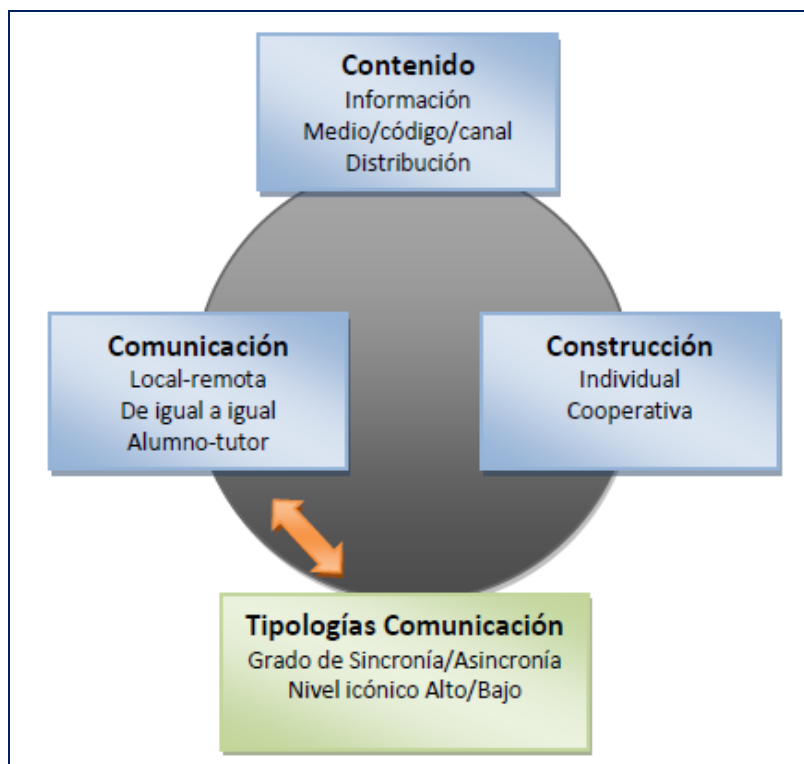 Contenido
Información
Medio/código/canal
Distribución
Comunicación
Local-remota
De igual a igual
Alumno-tutor
Construcción
Individual
Cooperativa
Tipologías Comunicación
Grado de Sincronía/Asincronía
Nivel icónico Alto/Bajo